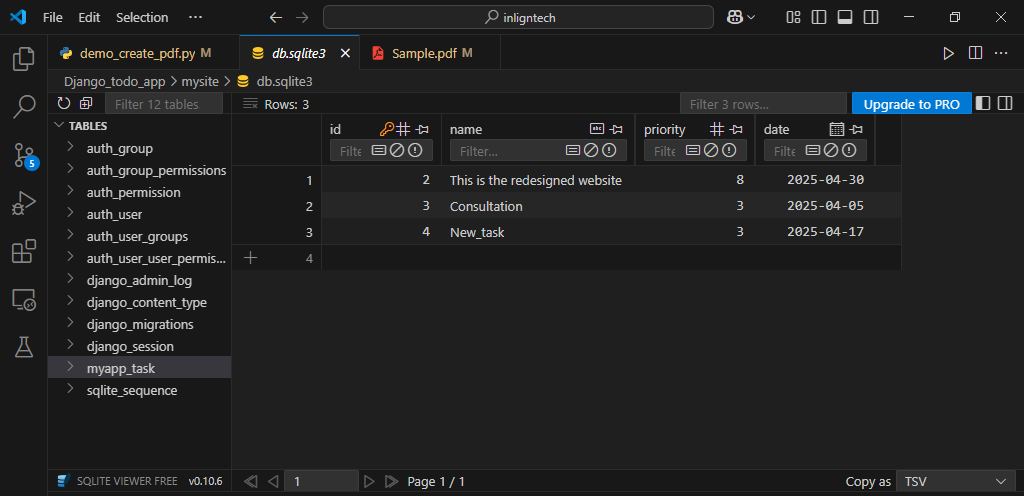 File Edit Selection ··· inligntech
demo_create_pdf.py M db.sqlite3 Sample.pdf M
Django_todo_app > mysite > db.sqlite3
Filter 12 tables Rows: 3 Filter 3 rows... Upgrade to PRO
TABLES
id name priority date
Filte Filter... Filte Filte
auth_group
auth_group_permissions
auth_permission
auth_user
auth_user_groups
auth_user_user_permis...
django_admin_log
django_content_type
django_migrations
django_session
myapp_task
sqlite_sequence
1 2 This is the redesigned website 8 2025-04-30
2 3 Consultation 3 2025-04-05
3 4 New_task 3 2025-04-17
4
5
SQLITE VIEWER FREE v0.10.6 1 Page 1 / 1 Copy as TSV